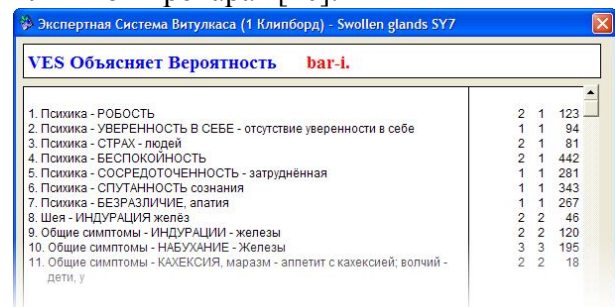 Экспертная Система Витулкаса (1 Клипборд) - Swollen glands SY7
VES Объясняет Вероятность bar-i.
1. Психика - РОБОСТЬ 2 1 123
2. Психика - УВЕРЕННОСТЬ В СЕБЕ - отсутствие уверенности в себе 1 1 94
3. Психика - СТРАХ - людей 2 1 81
4. Психика - БЕСПОКОЙНОСТЬ 2 1 442
5. Психика - СОСРЕДОТОЧЕННОСТЬ - затруднённая 1 1 281
6. Психика - СПУТАННОСТЬ сознания 1 1 343
7. Психика - БЕЗРАЗЛИЧИЕ, апатия 1 1 267
8. Шея - ИНДУРАЦИЯ желёз 2 2 46
9. Общие симптомы - ИНДУРАЦИИ - железы 2 2 120
10. Общие симптомы - НАБУХАНИЕ - Железы 3 3 195
11. Общие симптомы - КАХЕКСИЯ, маразм - аппетит с кахексией; волчий - 2 2 18
дети, у